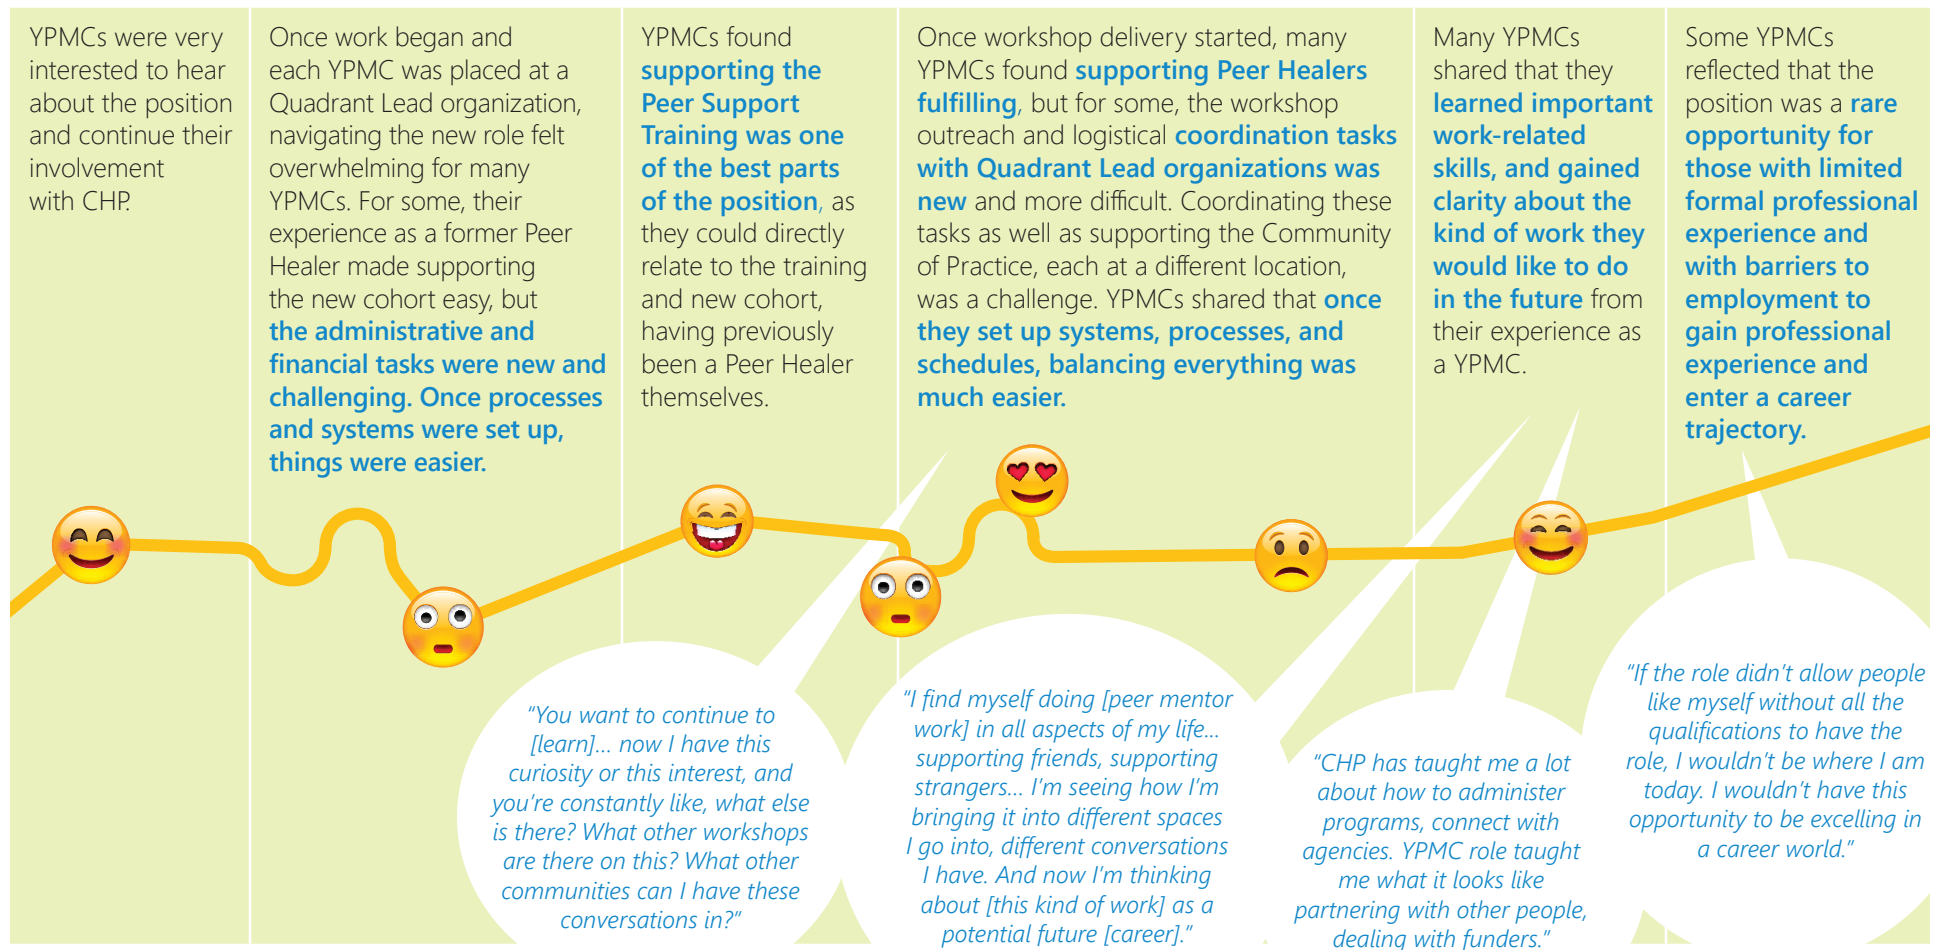 YPMCs were very
interested to hear
about the position
and continue their
involvement
with CHP.
Once work began and
each YPMC was placed at a
Quadrant Lead organization,
navigating the new role felt
overwhelming for many
YPMCs. For some, their
experience as a former Peer
Healer made supporting
the new cohort easy, but
the administrative and
financial tasks were new and
challenging. Once processes
and systems were set up,
things were easier.
YPMCs found
supporting the
Peer Support
Training was one
of the best parts
of the position, as
they could directly
relate to the training
and new cohort,
having previously
been a Peer Healer
themselves.
Once workshop delivery started, many
YPMCs found supporting Peer Healers
fulfilling, but for some, the workshop
outreach and logistical coordination tasks
with Quadrant Lead organizations was
new and more difficult. Coordinating these
tasks as well as supporting the Community
of Practice, each at a different location,
was a challenge. YPMCs shared that once
they set up systems, processes, and
schedules, balancing everything was
much easier.
Many YPMCs
shared that they
learned important
work-related
skills, and gained
clarity about the
kind of work they
would like to do
in the future from
their experience as
a YPMC.
Some YPMCs
reflected that the
position was a rare
opportunity for
those with limited
formal professional
experience and
with barriers to
employment to
gain professional
experience and
enter a career
trajectory.
"You want to continue to
[learn]... now I have this
curiosity or this interest, and
you're constantly like, what else
is there? What other workshops
are there on this? What other
communities can I have these
conversations in?"
"I find myself doing [peer mentor
work] in all aspects of my life...
supporting friends, supporting
strangers... I'm seeing how I'm
bringing it into different spaces
I go into, different conversations
I have. And now I'm thinking
about [this kind of work] as a
potential future [career]."
"CHP has taught me a lot
about how to administer
programs, connect with
agencies. YPMC role taught
me what it looks like
partnering with other people,
dealing with funders."
"If the role didn't allow people
like myself without all the
qualifications to have the
role, I wouldn't be where I am
today. I wouldn't have this
opportunity to be excelling in
a career world."